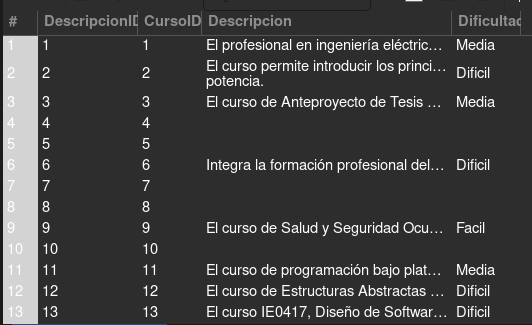 # DescripcionID CursoID Descripcion Dificultad
1 1 1 El profesional en ingeniería eléctric… Media
2 2 2 El curso permite introducir los princi… Dificil
potencia.
3 3 3 El curso de Anteproyecto de Tesis … Media
4 4 4
5 5 5
6 6 6 Integra la formación profesional del… Dificil
7 7 7
8 8 8
9 9 9 El curso de Salud y Seguridad Ocu… Facil
10 10 10
11 11 11 El curso de programación bajo plat… Media
12 12 12 El curso de Estructuras Abstractas … Dificil
13 13 13 El curso IE0417, Diseño de Softwar… Dificil